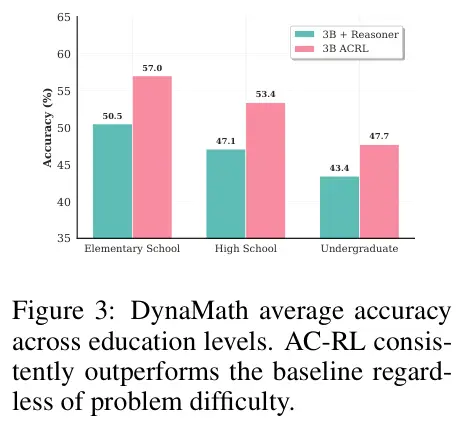 65
60
55
50
45
40
35
Accuracy (%)
3B + Reasoner
3B ACRL
50.5
57.0
47.1
53.4
43.4
47.7
Elementary School
High School
Undergraduate
Figure 3: DynaMath average accuracy
across education levels. AC-RL consis-
tently outperforms the baseline regard-
less of problem difficulty.